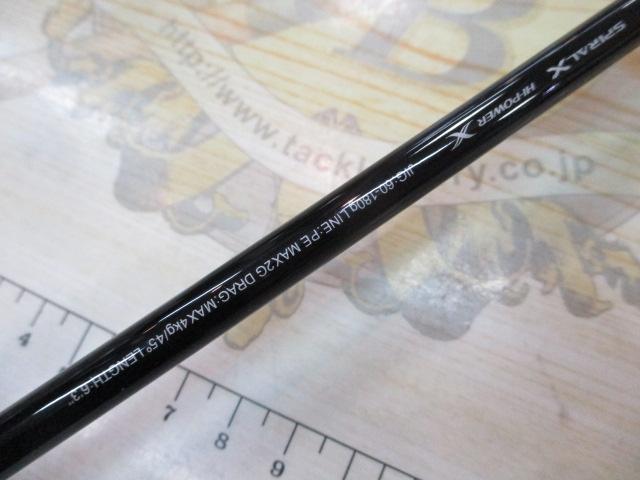 SPIRAL X
HI-POWER X
JIG:60-180g LINE:PE MAX2G DRAG:MAX4kg/45° LENGTH:6'3"
http://www.tackl
ry.co.jp
B
4
7
8
9